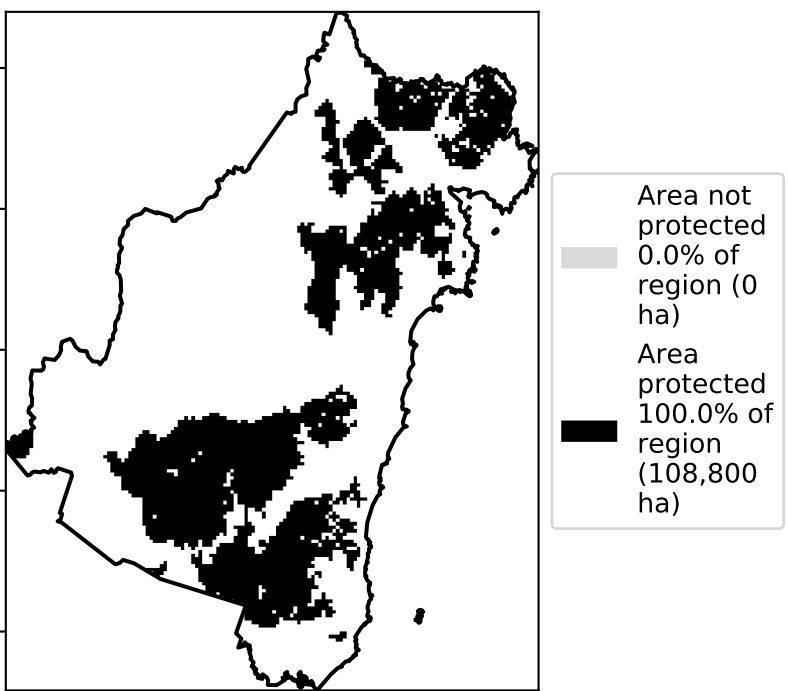 Area not
protected
0.0% of
region (0
ha)
Area
protected
100.0% of
region
(108,800
ha)